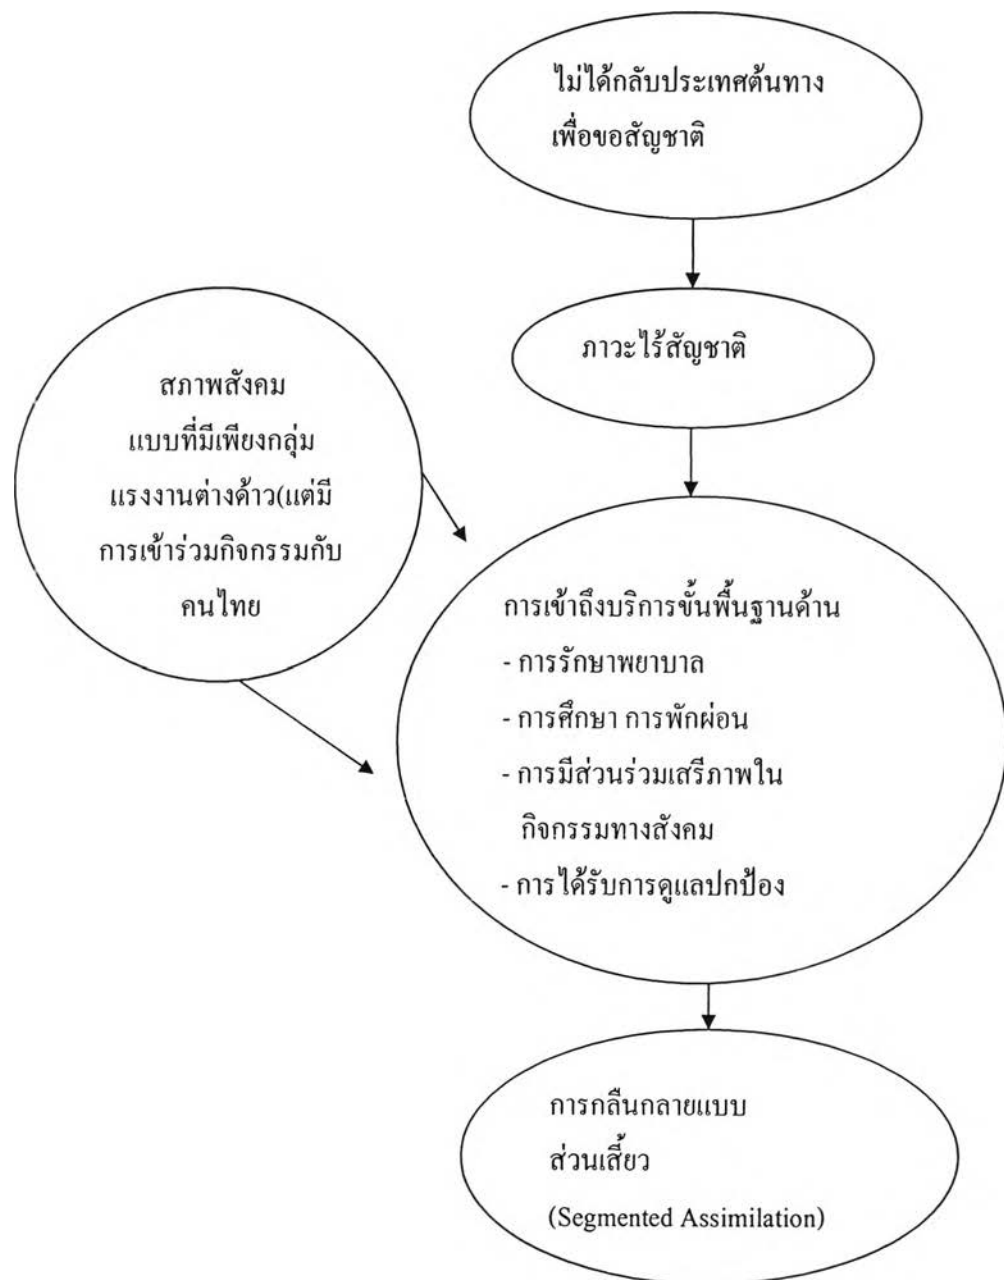 ไม่ได้กลับประเทศต้นทาง
เพื่อขอสัญชาติ
ภาวะไร้สัญชาติ
สภาพสังคม
แบบที่มีเพียงกลุ่ม
แรงงานต่างด้าว(แต่มี
การเข้าร่วมกิจกรรมกับ
คนไทย
การเข้าถึงบริการขั้นพื้นฐานด้าน
- การรักษาพยาบาล
- การศึกษา การพักผ่อน
- การมีส่วนร่วมเสรีภาพใน
กิจกรรมทางสังคม
- การได้รับการดูแลปกป้อง
การกลืนกลายแบบ
ส่วนเสี้ยว
(Segmented Assimilation)